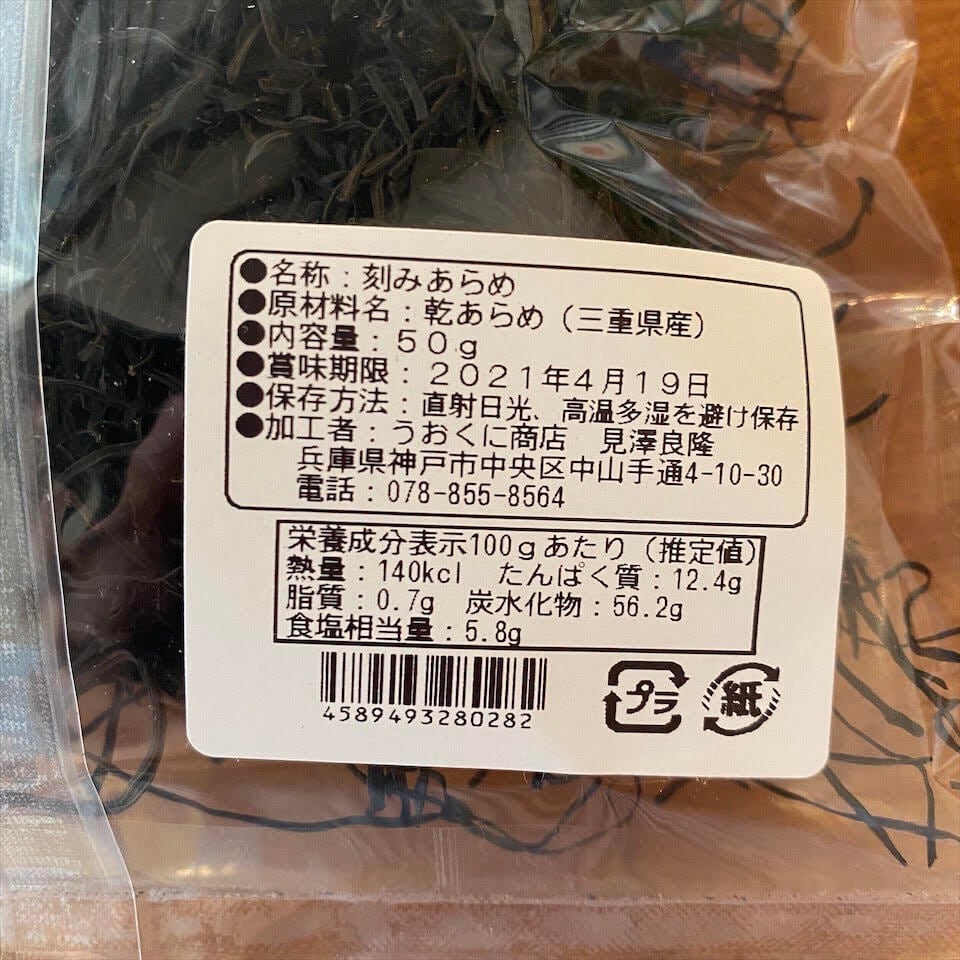 ●名称：刻みあらめ
●原材料名：乾あらめ（三重県産）
●内容量：５０ｇ
●賞味期限：２０２１年４月１９日
●保存方法：直射日光、高温多湿を避け保存
●加工者：うおくに商店　見澤良隆
兵庫県神戸市中央区中山手通4-10-30
電話：078-855-8564
栄養成分表示100ｇあたり（推定値）
熱量：140kcl　たんぱく質：12.4g
脂質：0.7g　炭水化物：56.2g
食塩相当量：5.8g
4589493280282
プラ
紙